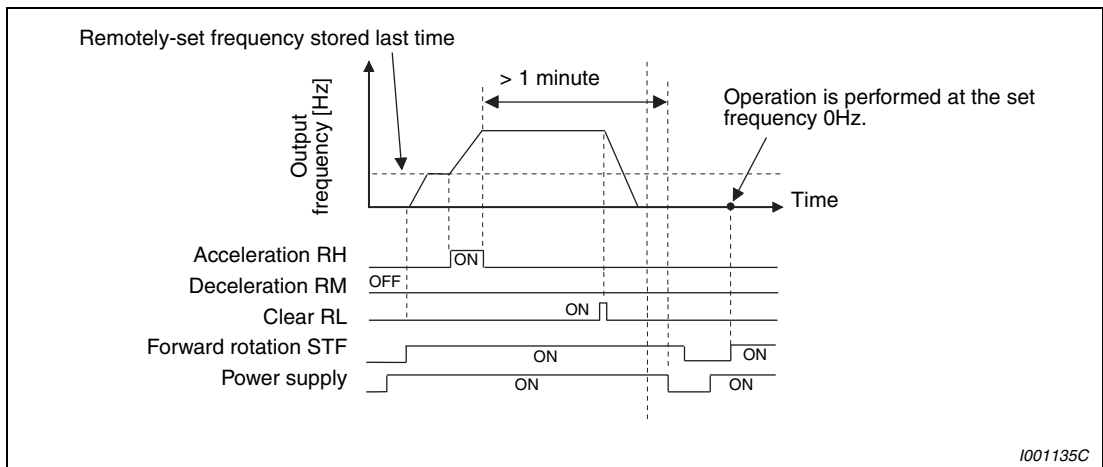 Remotely-set frequency stored last time
> 1 minute
Operation is performed at the set
frequency 0Hz.
Output
frequency [Hz]
Time
Acceleration RH
ON
Deceleration RM
OFF
Clear RL
ON
Forward rotation STF
ON
ON
Power supply
ON
ON
I001135C